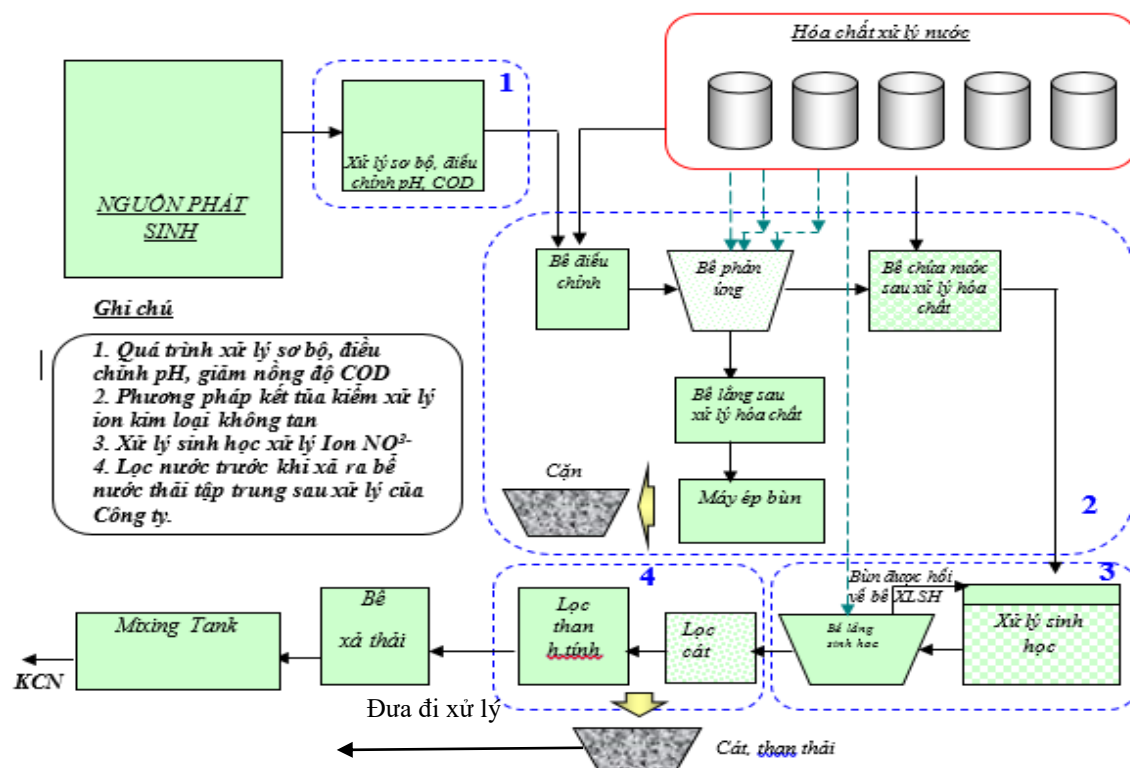 Hóa chất xử lý nước
1
Xử lý sơ bộ, điều
chỉnh pH, COD
NGUỒN PHÁT
SINH
2
Bể điều
chỉnh
Bể phản
ứng
Bể chứa nước
sau xử lý hóa
chất
Ghi chú
1. Quá trình xử lý sơ bộ, điều
chỉnh pH, giảm nồng độ COD
2. Phương pháp kết tủa kiềm xử lý
ion kim loại không tan
3. Xử lý sinh học xử lý Ion NO³⁻
4. Lọc nước trước khi xả ra bể
nước thải tập trung sau xử lý của
Công ty.
Bể lắng sau
xử lý hóa chất
Cặn
Máy ép bùn
4
3
Bùn được hồi
về bể XLSH
Mixing Tank
Bể
xả thải
Lọc
than
h.tính
Lọc
cát
Bể lắng
sinh học
Xử lý sinh
học
KCN
Đưa đi xử lý
Cát, than thải